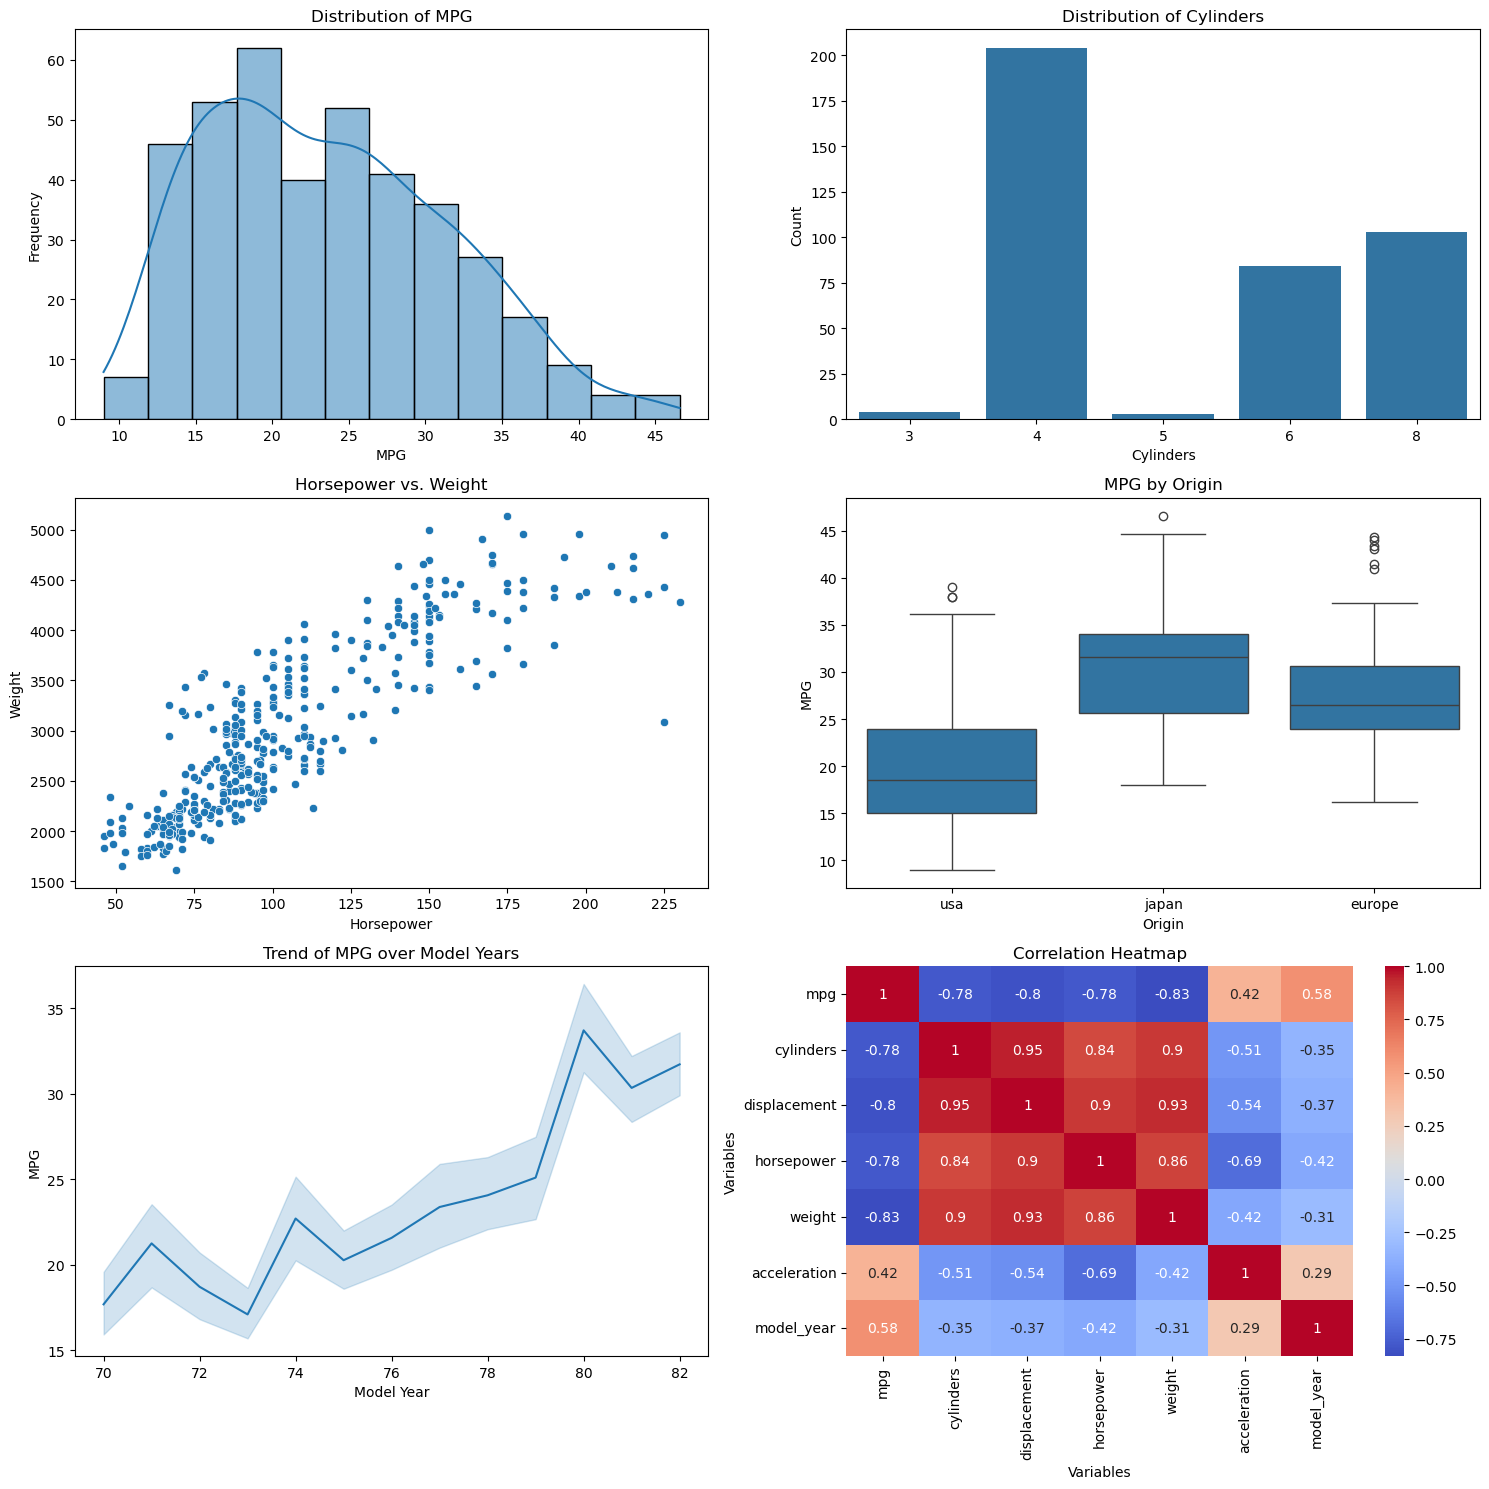 Distribution of MPG
60
50
40
30
20
10
0
Frequency
10 15 20 25 30 35 40 45
MPG
Distribution of Cylinders
200
175
150
125
100
75
50
25
0
Count
3 4 5 6 8
Cylinders
Horsepower vs. Weight
5000
4500
4000
3500
3000
2500
2000
1500
Weight
50 75 100 125 150 175 200 225
Horsepower
MPG by Origin
45
40
35
30
25
20
15
10
MPG
usa japan europe
Origin
Trend of MPG over Model Years
35
30
25
20
15
MPG
70 72 74 76 78 80 82
Model Year
Correlation Heatmap
Variables
mpg 1 -0.78 -0.8 -0.78 -0.83 0.42 0.58
cylinders -0.78 1 0.95 0.84 0.9 -0.51 -0.35
displacement -0.8 0.95 1 0.9 0.93 -0.54 -0.37
horsepower -0.78 0.84 0.9 1 0.86 -0.69 -0.42
weight -0.83 0.9 0.93 0.86 1 -0.42 -0.31
acceleration 0.42 -0.51 -0.54 -0.69 -0.42 1 0.29
model_year 0.58 -0.35 -0.37 -0.42 -0.31 0.29 1
mpg cylinders displacement horsepower weight acceleration model_year
Variables
1.00
0.75
0.50
0.25
0.00
−0.25
−0.50
−0.75